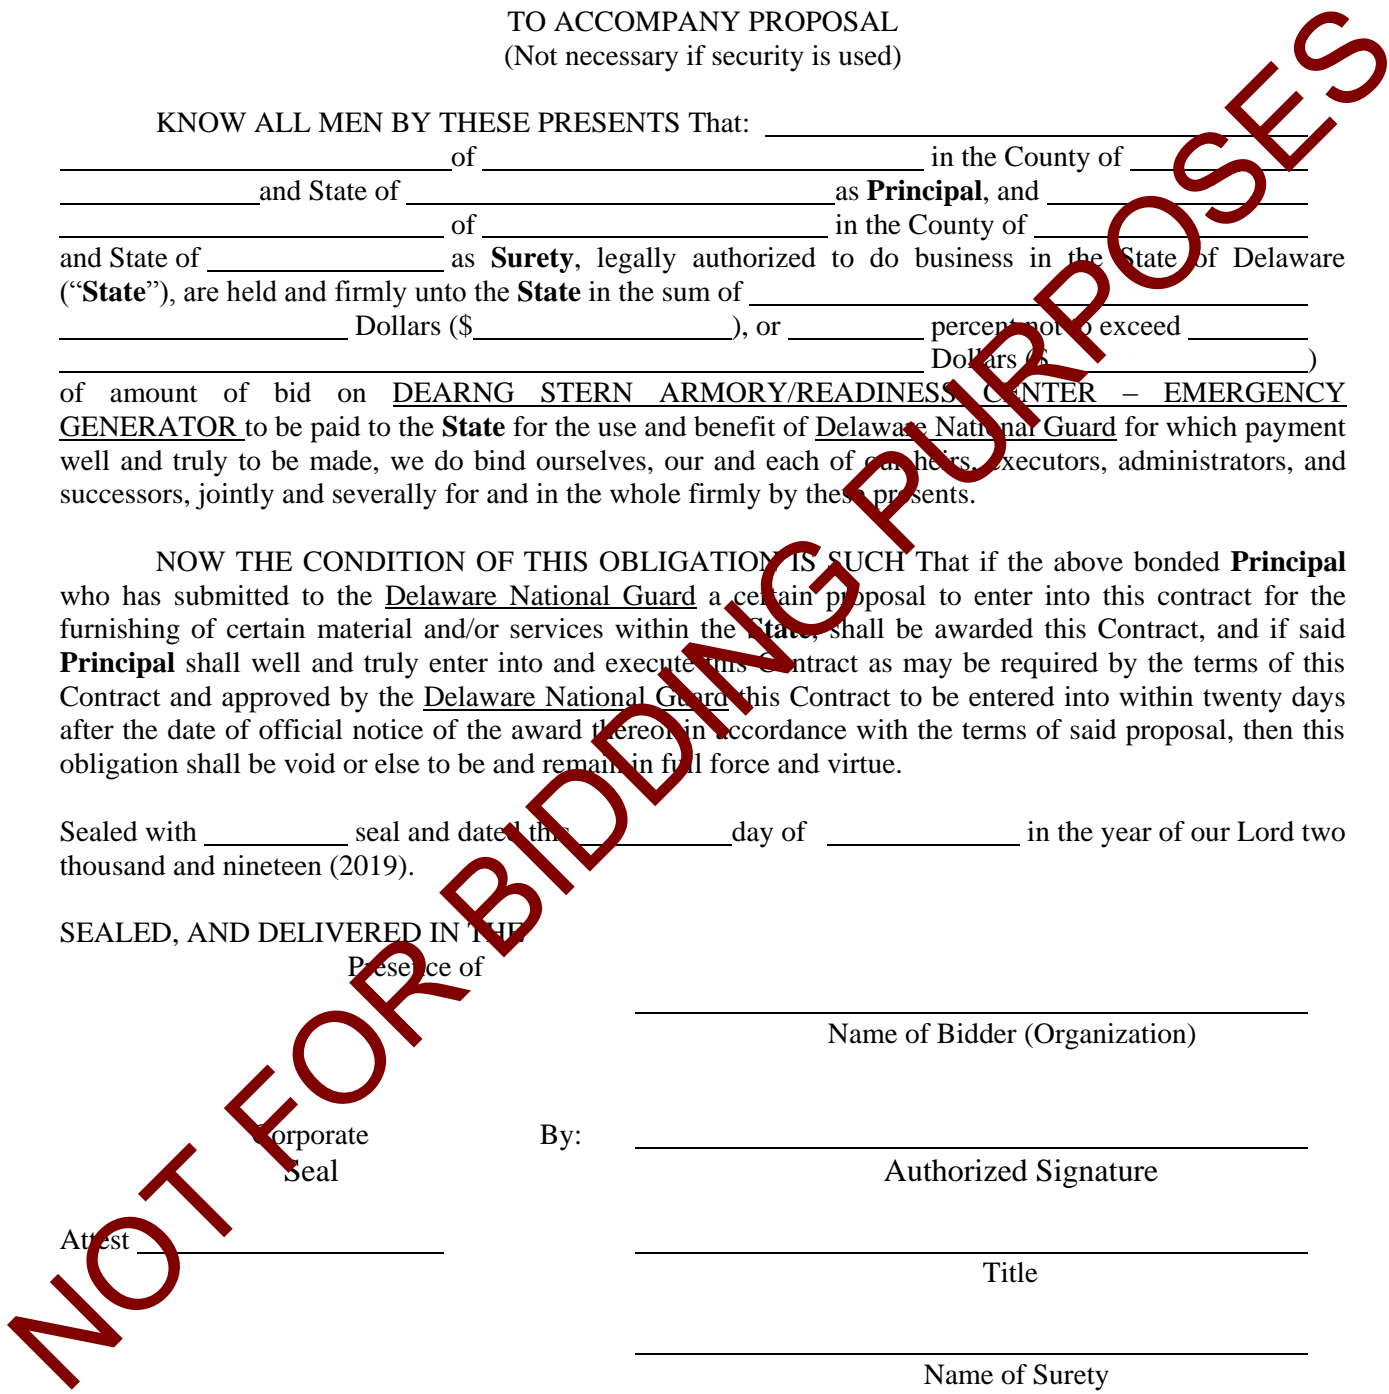 TO ACCOMPANY PROPOSAL
(Not necessary if security is used)
KNOW ALL MEN BY THESE PRESENTS That:
of in the County of
and State of as Principal, and
of in the County of
and State of as Surety, legally authorized to do business in the State of Delaware
(“State”), are held and firmly unto the State in the sum of
Dollars ($ ), or percent not to exceed
Dollars ($ )
of amount of bid on DEARNG STERN ARMORY/READINESS CENTER – EMERGENCY
GENERATOR to be paid to the State for the use and benefit of Delaware National Guard for which payment
well and truly to be made, we do bind ourselves, our and each of our heirs, executors, administrators, and
successors, jointly and severally for and in the whole firmly by these presents.
NOW THE CONDITION OF THIS OBLIGATION IS SUCH That if the above bonded Principal
who has submitted to the Delaware National Guard a certain proposal to enter into this contract for the
furnishing of certain material and/or services within the State, shall be awarded this Contract, and if said
Principal shall well and truly enter into and execute this Contract as may be required by the terms of this
Contract and approved by the Delaware National Guard this Contract to be entered into within twenty days
after the date of official notice of the award thereof in accordance with the terms of said proposal, then this
obligation shall be void or else to be and remain in full force and virtue.
Sealed with seal and dated this day of in the year of our Lord two
thousand and nineteen (2019).
SEALED, AND DELIVERED IN THE
Presence of
Name of Bidder (Organization)
Corporate By:
Seal Authorized Signature
Attest
Title
Name of Surety
NOT FOR BIDDING PURPOSES